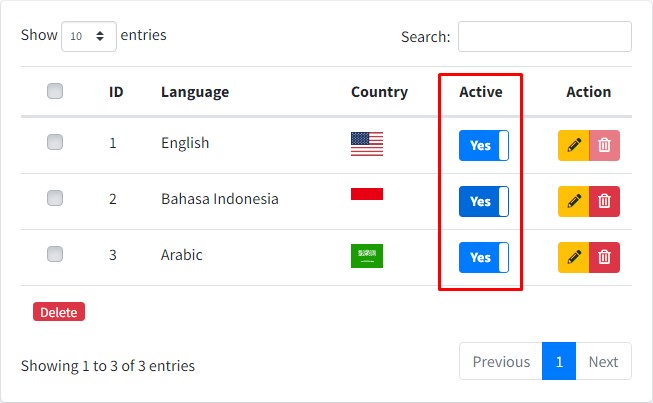 Show 10 entries Search:
ID Language Country Active Action
1 English Yes
2 Bahasa Indonesia Yes
3 Arabic Yes
Delete
Showing 1 to 3 of 3 entries Previous 1 Next